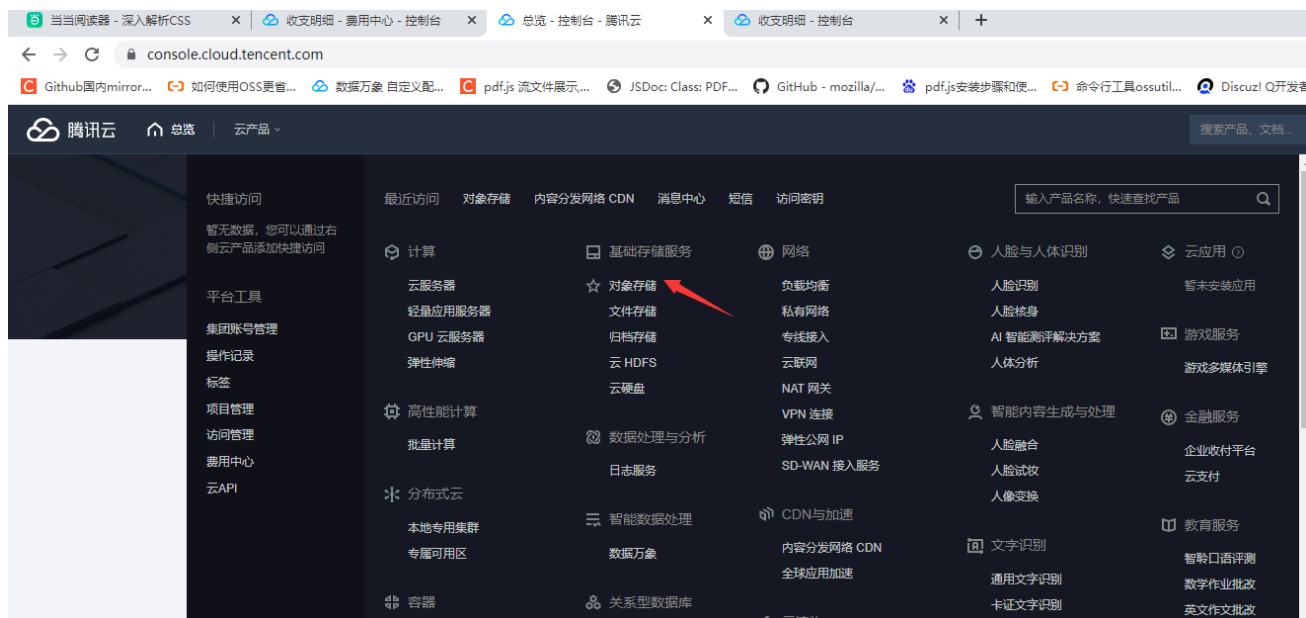 当当阅读器 - 深入解析CSS
收支明细 - 费用中心 - 控制台
总览 - 控制台 - 腾讯云
收支明细 - 控制台
console.cloud.tencent.com
Github国内mirror...
如何使用OSS更省...
数据万象 自定义配...
pdf.js 流文件展示,...
JSDoc: Class: PDF...
GitHub - mozilla/...
pdf.js安装步骤和使...
命令行工具ossutil...
Discuz! Q开发者
腾讯云
总览
云产品
搜索产品、文档...
快捷访问
暂无数据，您可以通过右
侧云产品添加快捷访问
平台工具
集团账号管理
操作记录
标签
项目管理
访问管理
费用中心
云API
最近访问
对象存储
内容分发网络 CDN
消息中心
短信
访问密钥
输入产品名称，快速查找产品
计算
云服务器
轻量应用服务器
GPU 云服务器
弹性伸缩
高性能计算
批量计算
分布式云
本地专用集群
专属可用区
容器
基础存储服务
对象存储
文件存储
归档存储
云 HDFS
云硬盘
数据处理与分析
日志服务
智能数据处理
数据万象
关系型数据库
网络
负载均衡
私有网络
专线接入
云联网
NAT 网关
VPN 连接
弹性公网 IP
SD-WAN 接入服务
CDN与加速
内容分发网络 CDN
全球应用加速
人脸与人体识别
人脸识别
人脸核身
AI 智能测评解决方案
人体分析
智能内容生成与处理
人脸融合
人脸试妆
人像变换
文字识别
通用文字识别
卡证文字识别
云应用
暂未安装应用
游戏服务
游戏多媒体引擎
金融服务
企业收付平台
云支付
教育服务
智聆口语评测
数学作业批改
英文作文批改